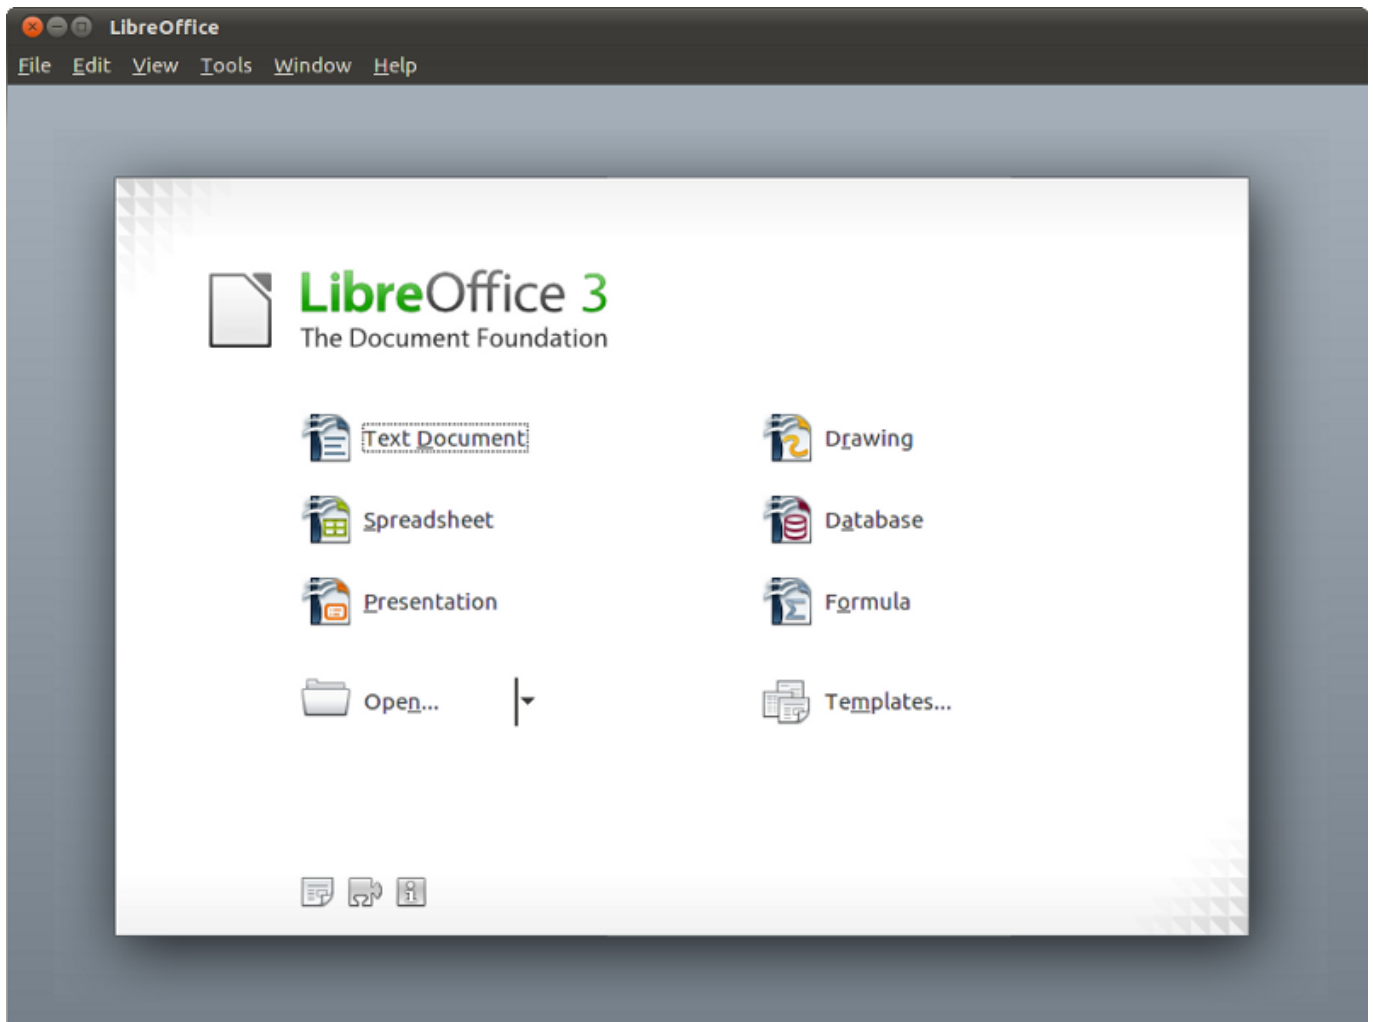 LibreOffice
File Edit View Tools Window Help
LibreOffice 3
The Document Foundation
Text Document
Drawing
Spreadsheet
Database
Presentation
Formula
Open...
Templates...